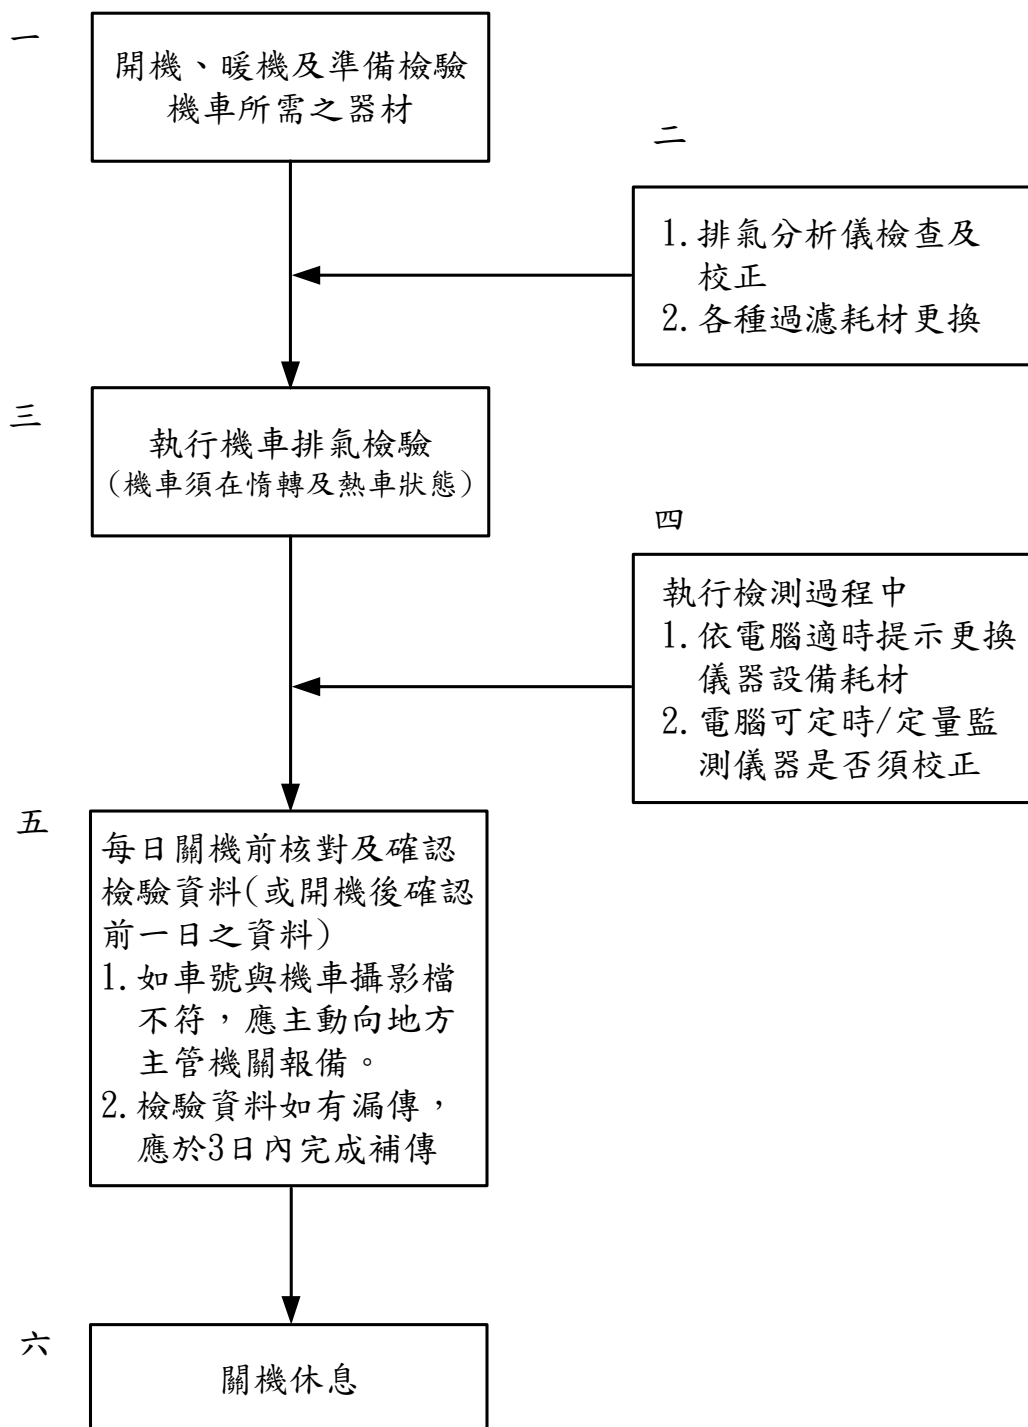 一
開機、暖機及準備檢驗
機車所需之器材
二
1.排氣分析儀檢查及
校正
2.各種過濾耗材更換
三
執行機車排氣檢驗
(機車須在惰轉及熱車狀態)
四
執行檢測過程中
1.依電腦適時提示更換
儀器設備耗材
2.電腦可定時/定量監
測儀器是否須校正
五
每日關機前核對及確認
檢驗資料(或開機後確認
前一日之資料)
1.如車號與機車攝影檔
不符，應主動向地方
主管機關報備。
2.檢驗資料如有漏傳，
應於3日內完成補傳
六
關機休息